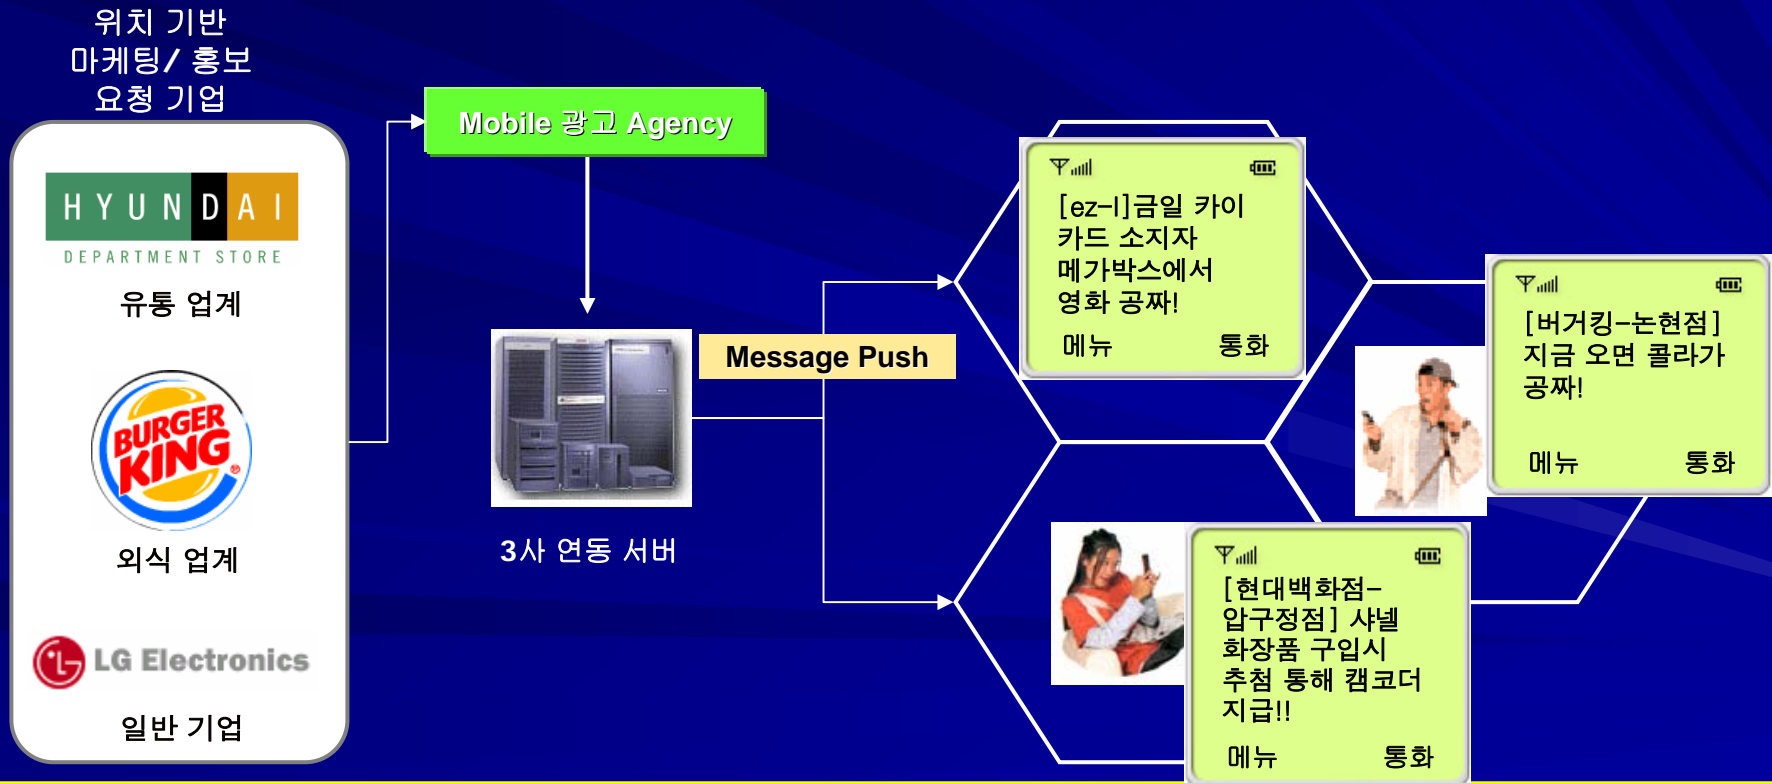 위치 기반
마케팅/ 홍보
요청 기업
HYUNDAI
DEPARTMENT STORE
유통 업계
BURGER
KING
®
외식 업계
LG Electronics
일반 기업
Mobile 광고 Agency
3사 연동 서버
Message Push
[ez-I]금일 카이
카드 소지자
메가박스에서
영화 공짜!
메뉴 통화
[버거킹-논현점]
지금 오면 콜라가
공짜!
메뉴 통화
[현대백화점-
압구정점] 샤넬
화장품 구입시
추첨 통해 캠코더
지급!!
메뉴 통화